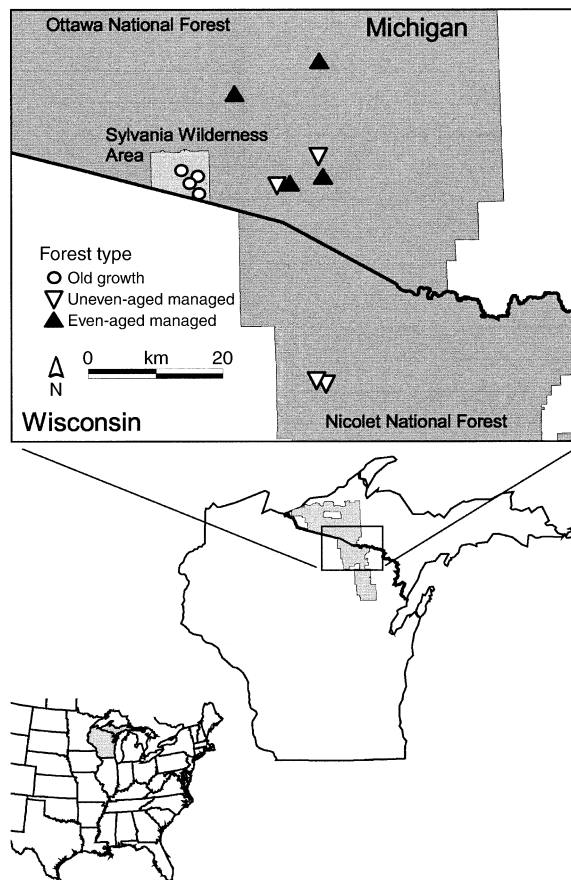 Ottawa National Forest
Michigan
Sylvania Wilderness
Area
Forest type
Old growth
Uneven-aged managed
Even-aged managed
0 km 20
N
Wisconsin
Nicolet National Forest